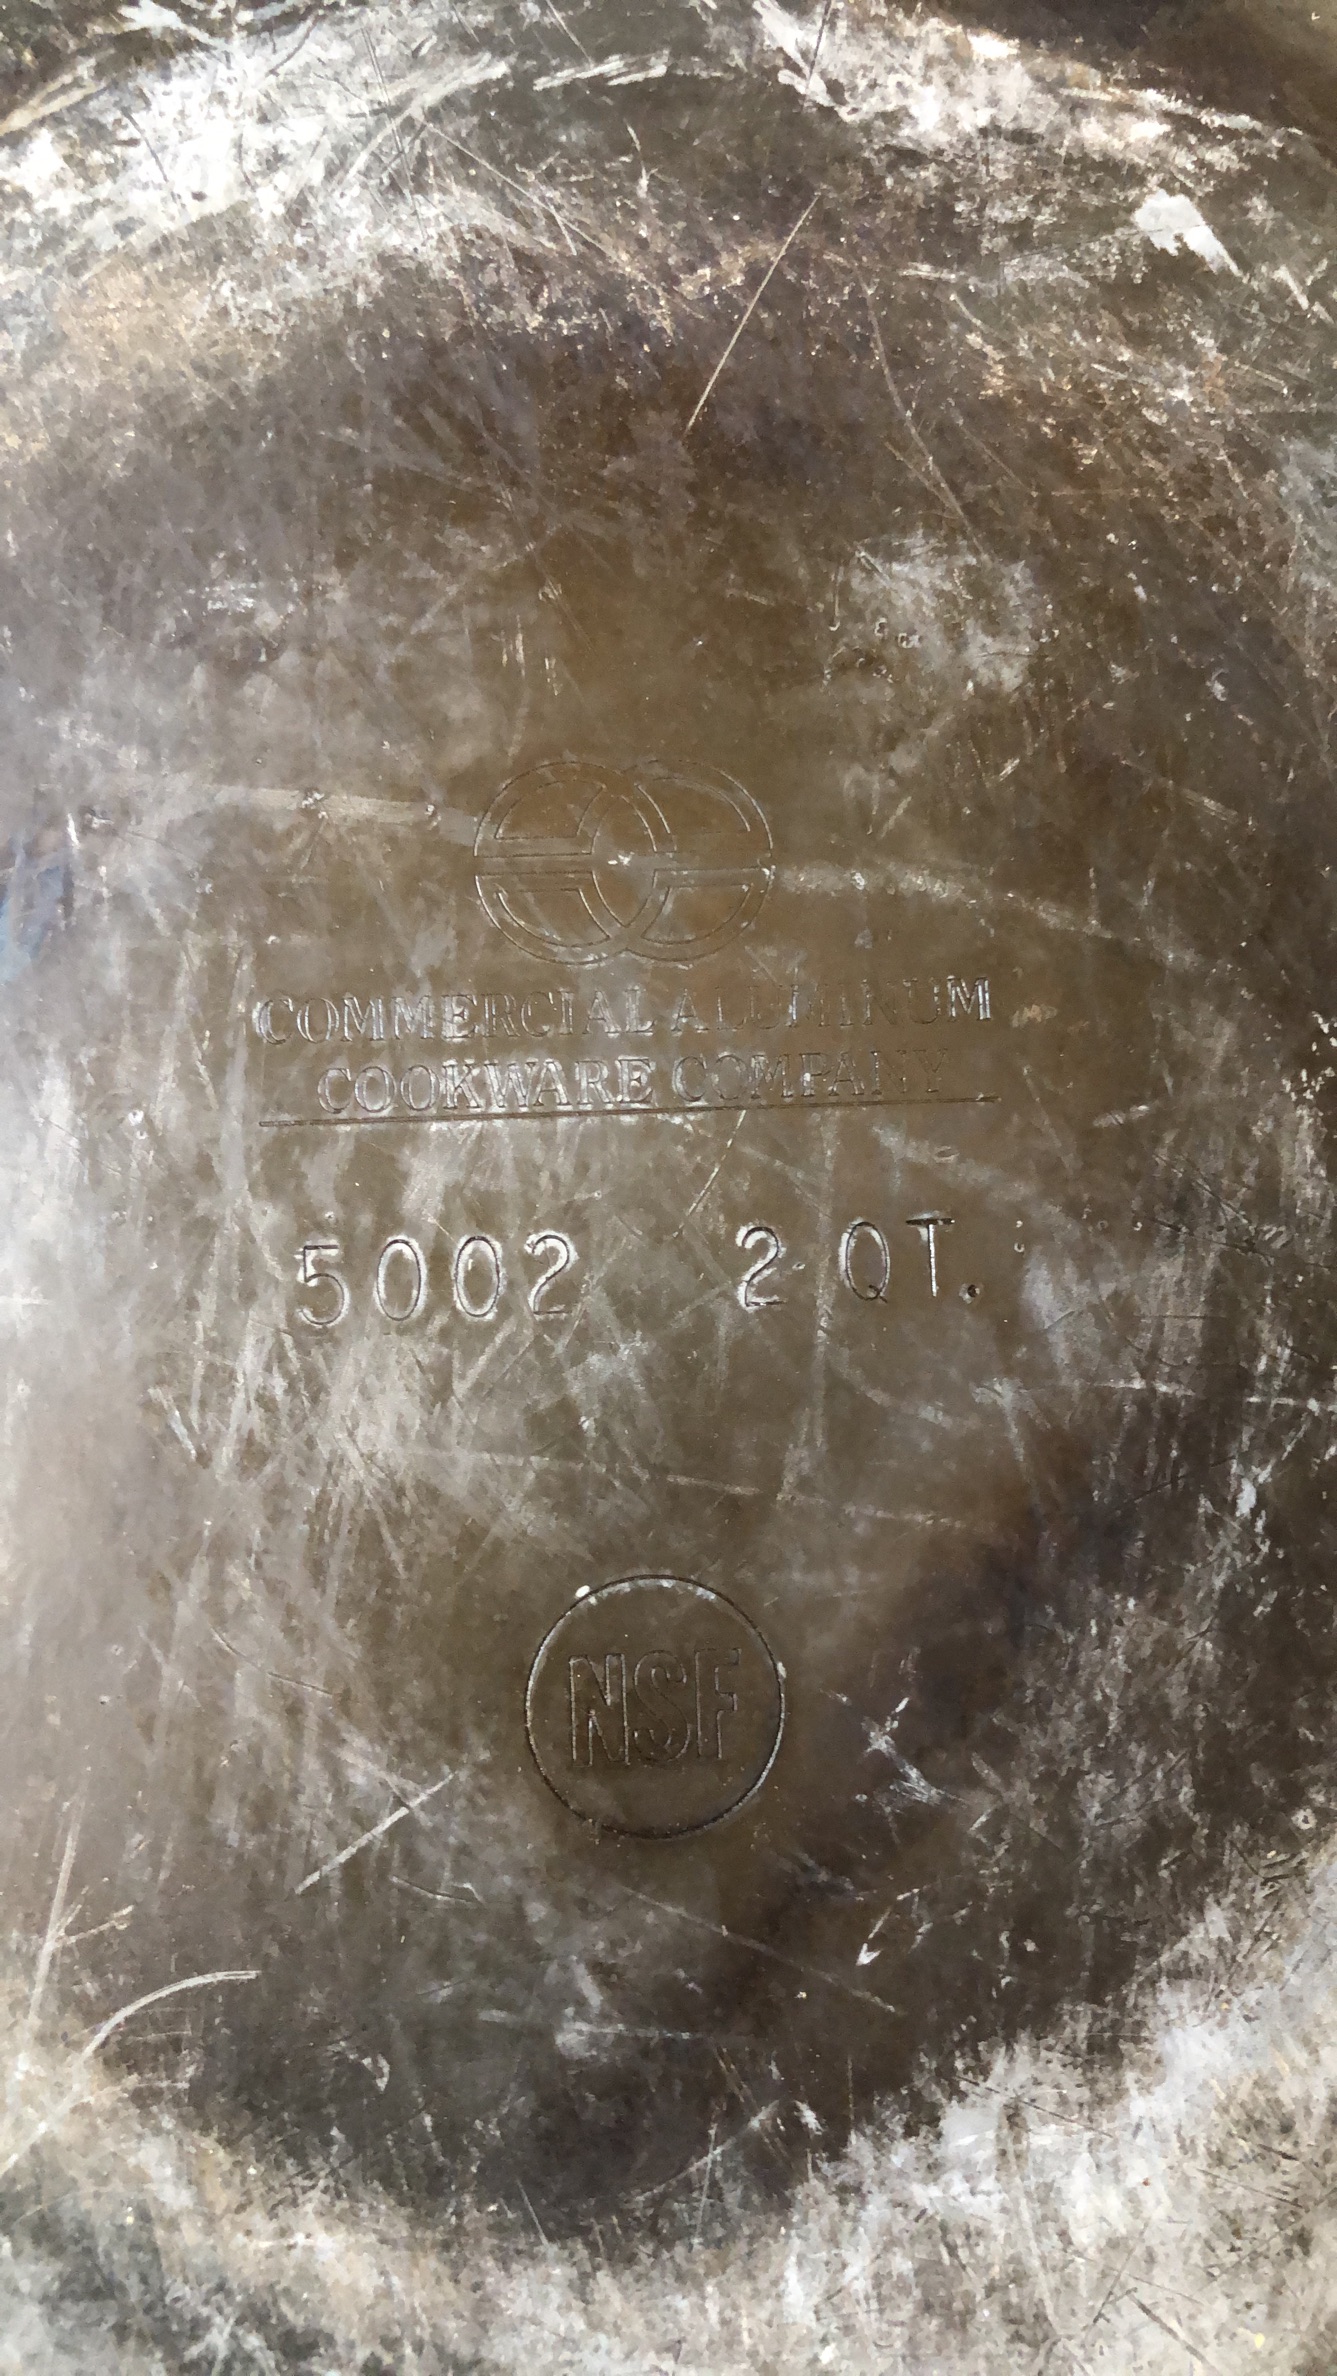 COMMERCIAL ALUMINUM
COOKWARE COMPANY
5002 2 QT.
NSF